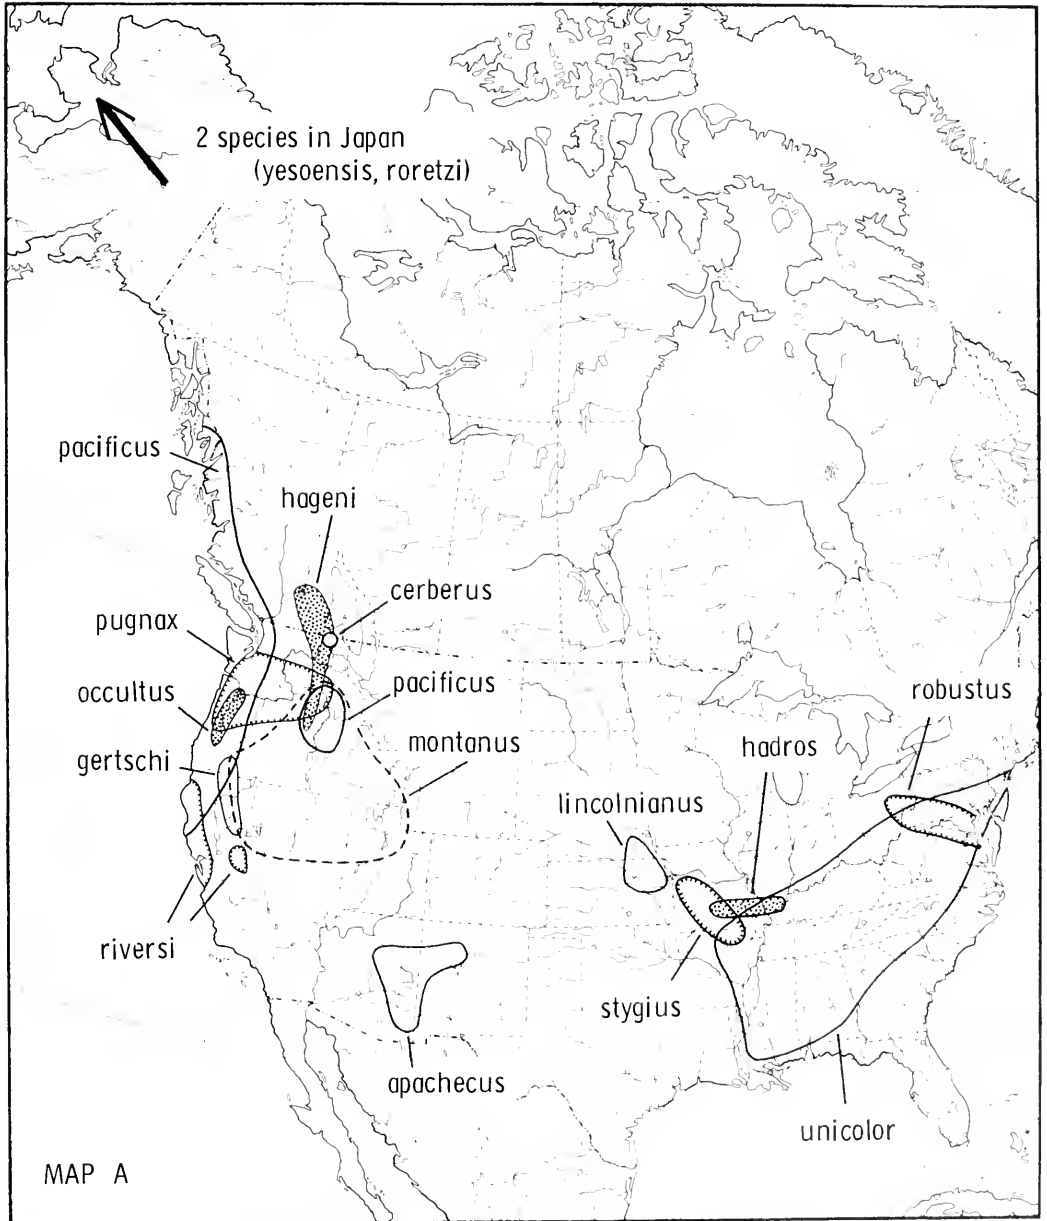 2 species in Japan
(yesoensis, roretzi)
pacificus
hageni
cerberus
pugnax
occultus
pacificus
robustus
gertschi
montanus
hadros
lincolnianus
riversi
stygius
apachecus
unicolor
MAP A